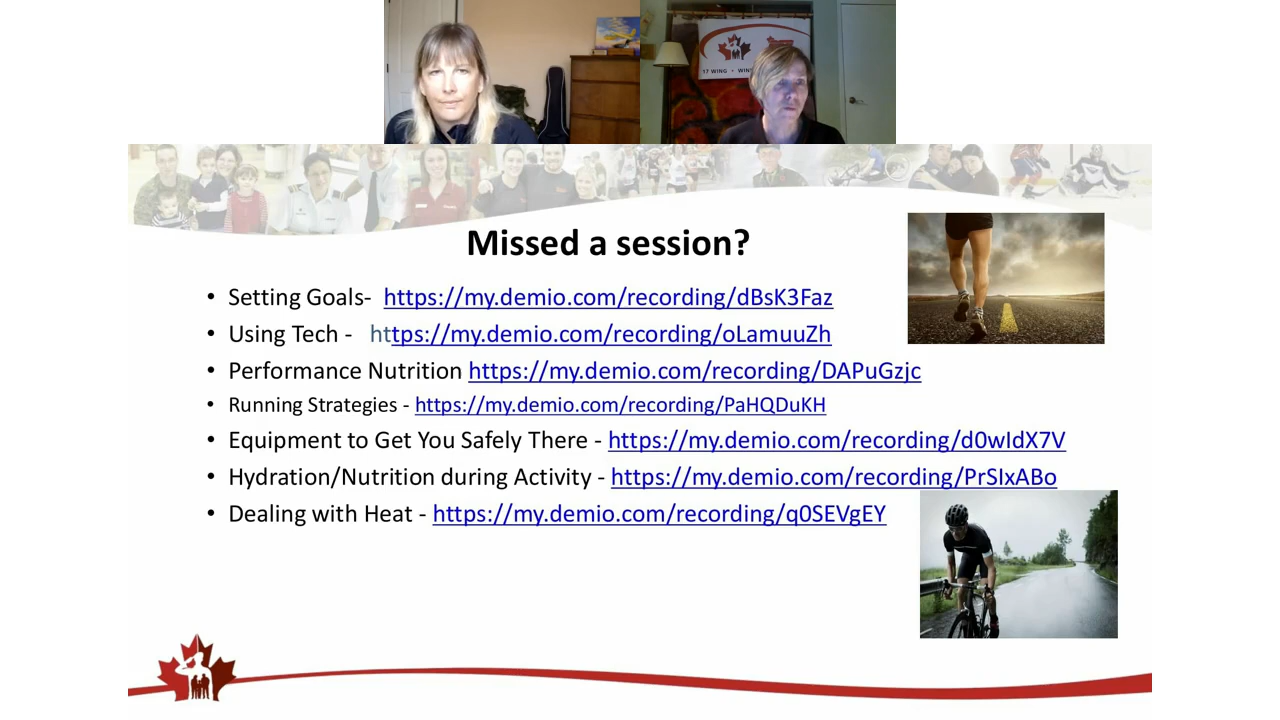 17 WING • WIN
Missed a session?
• Setting Goals- https://my.demio.com/recording/dBsK3Faz
• Using Tech - https://my.demio.com/recording/oLamuuZh
• Performance Nutrition https://my.demio.com/recording/DAPuGzjc
• Running Strategies - https://my.demio.com/recording/PaHQDuKH
• Equipment to Get You Safely There - https://my.demio.com/recording/d0wIdX7V
• Hydration/Nutrition during Activity - https://my.demio.com/recording/PrSIxABo
• Dealing with Heat - https://my.demio.com/recording/q0SEVgEY